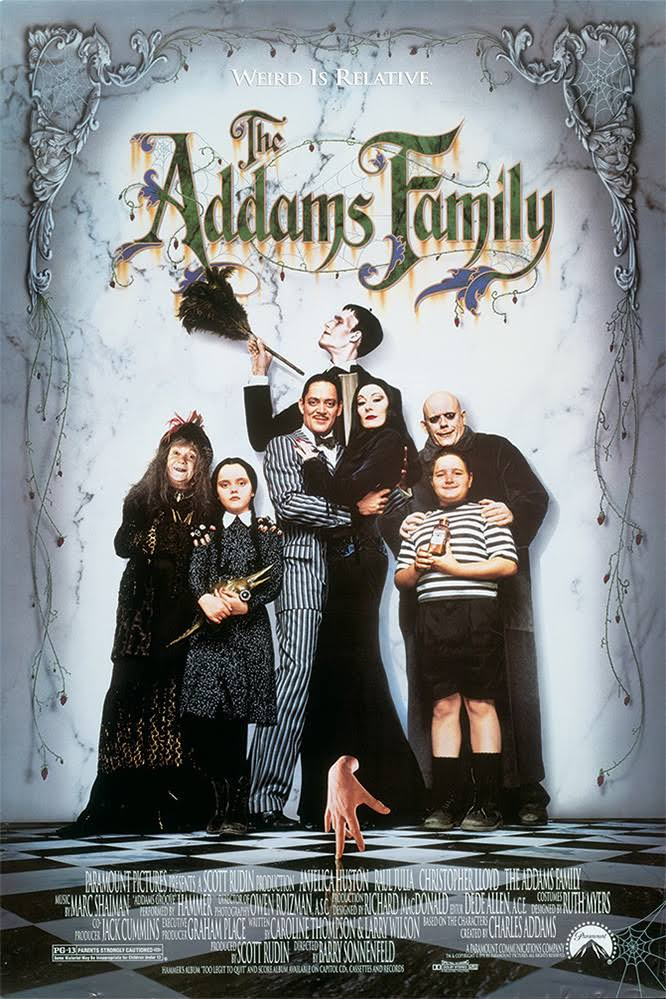 WEIRD IS RELATIVE.
The
Addams Family
PARAMOUNT PICTURES PRESENTS A SCOTT RUDIN PRODUCTION ANJELICA HUSTON RAUL JULIA CHRISTOPHER LLOYD THE ADDAMS FAMILY
MUSIC BY MARC SHAIMAN "ADDAMS GROOVE" PERFORMED BY HAMMER DIRECTOR OF PHOTOGRAPHY OWEN ROIZMAN, A.S.C. PRODUCTION DESIGNED BY RICHARD MacDONALD EDITOR DEDE ALLEN, A.C.E. COSTUMES DESIGNED BY RUTH MYERS
CO PRODUCER JACK CUMMINS EXECUTIVE PRODUCER GRAHAM PLACE WRITTEN BY CAROLINE THOMPSON & LARRY WILSON BASED ON THE CHARACTERS CREATED BY CHARLES ADDAMS
PRODUCED BY SCOTT RUDIN DIRECTED BY BARRY SONNENFELD
A PARAMOUNT COMMUNICATIONS COMPANY
Paramount
PG-13 PARENTS STRONGLY CAUTIONED
Some Material May Be Inappropriate for Children Under 13
HAMMER'S ALBUM "TOO LEGIT TO QUIT" AND SCORE ALBUM AVAILABLE ON CAPITOL CD, CASSETTES AND RECORDS